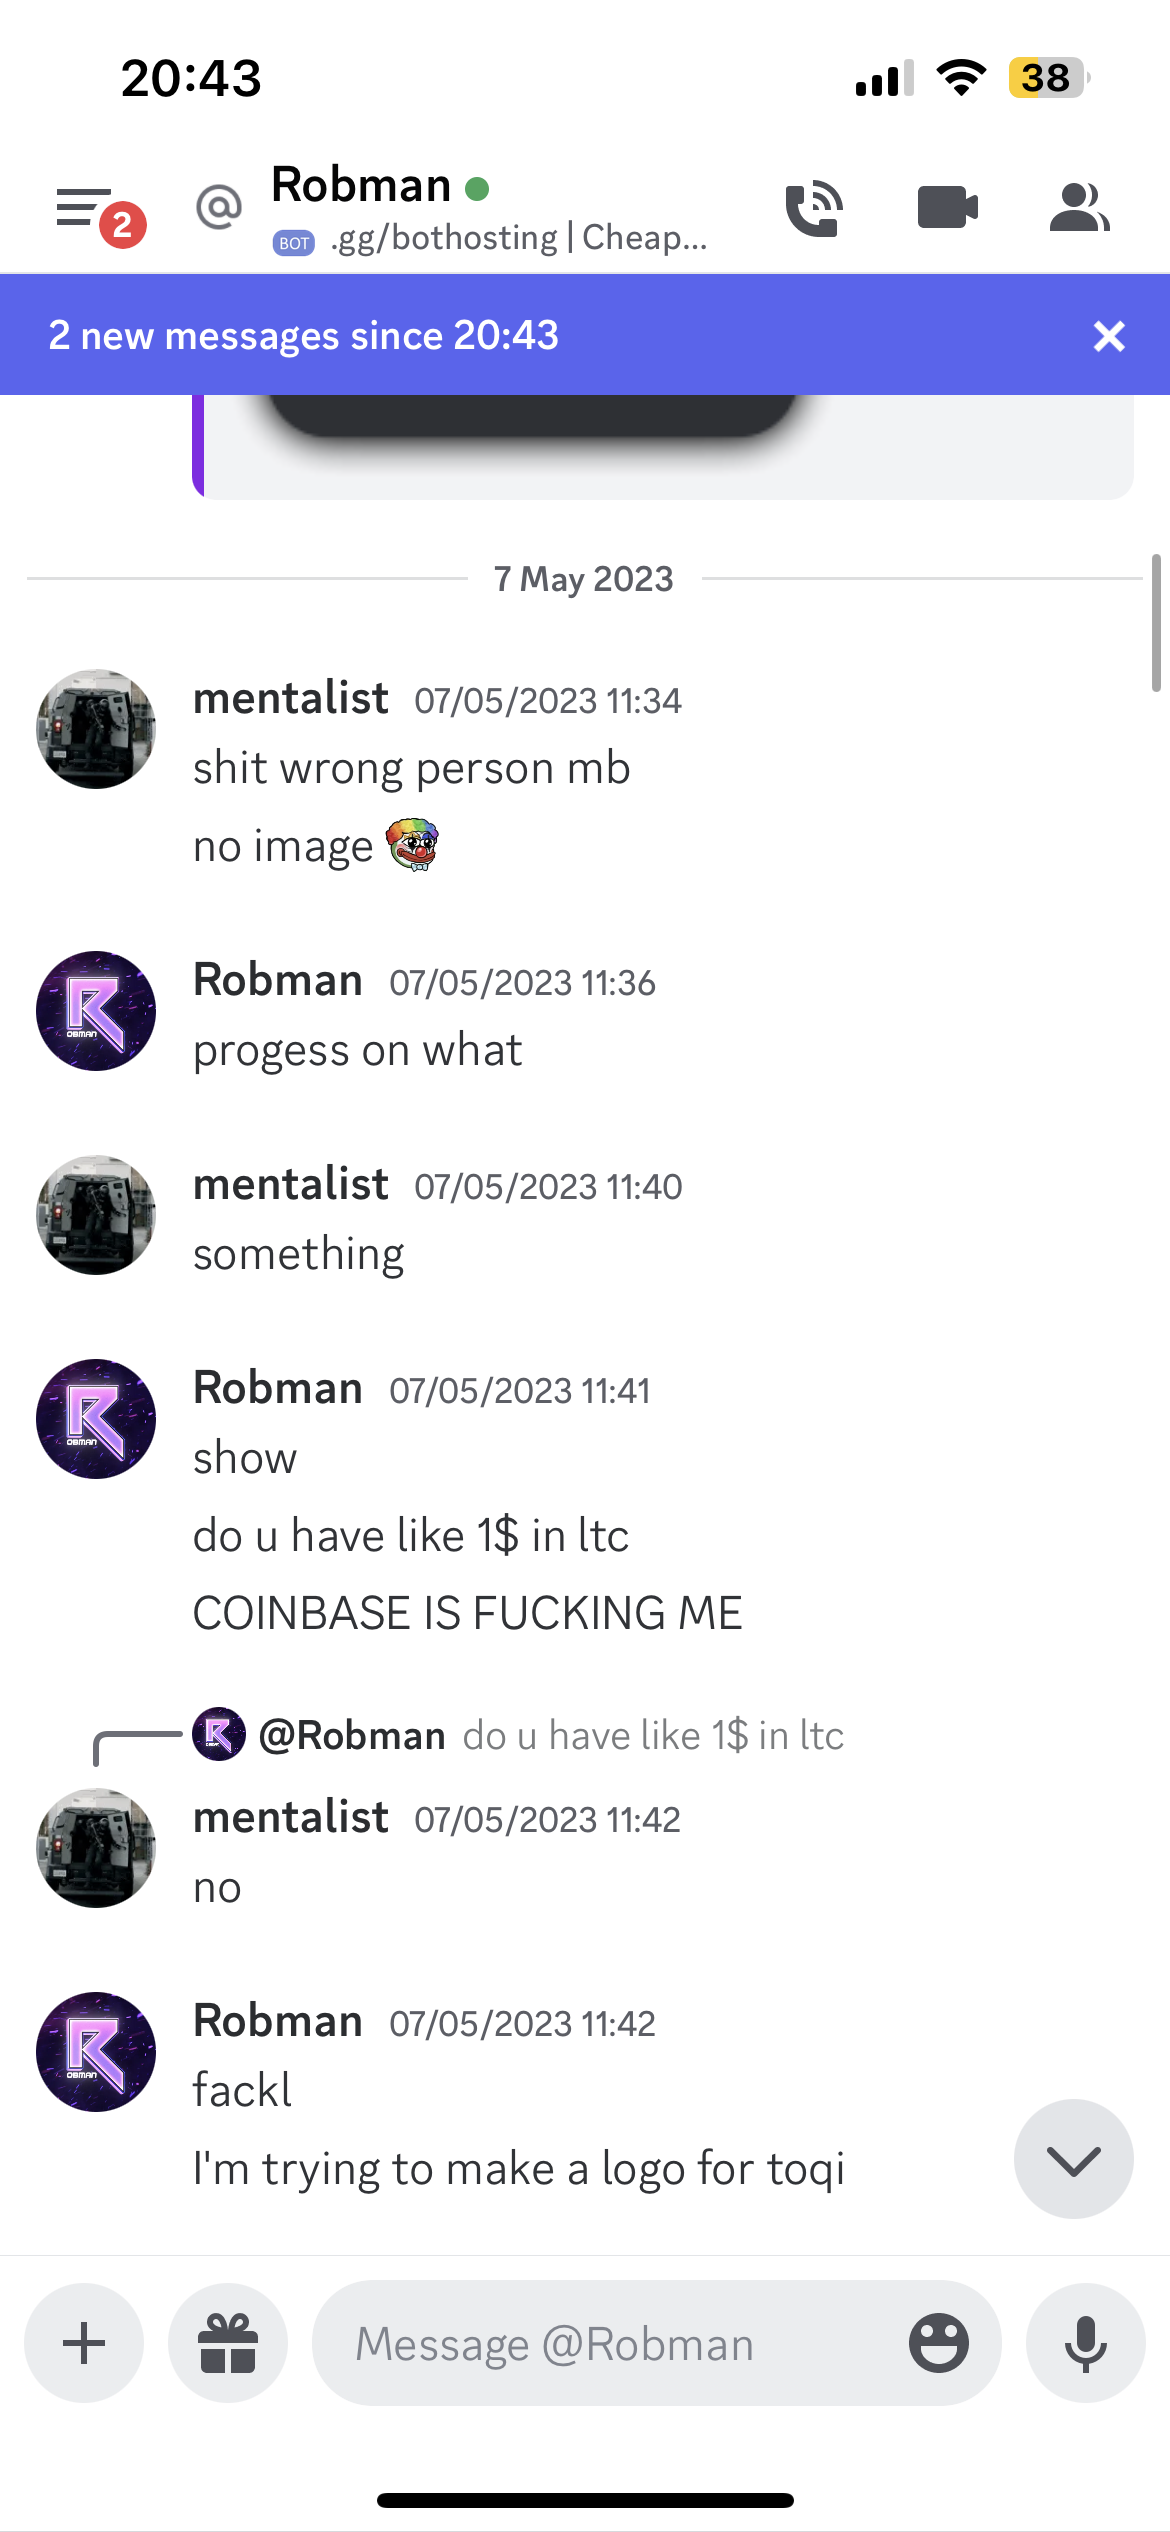 20:43
38
2
Robman
BOT .gg/bothosting | Cheap...
2 new messages since 20:43
7 May 2023
mentalist 07/05/2023 11:34
shit wrong person mb
no image
R
OBMAN
Robman 07/05/2023 11:36
progess on what
mentalist 07/05/2023 11:40
something
R
OBMAN
Robman 07/05/2023 11:41
show
do u have like 1$ in ltc
COINBASE IS FUCKING ME
@Robman do u have like 1$ in ltc
mentalist 07/05/2023 11:42
no
R
OBMAN
Robman 07/05/2023 11:42
fackl
I'm trying to make a logo for toqi
Message @Robman